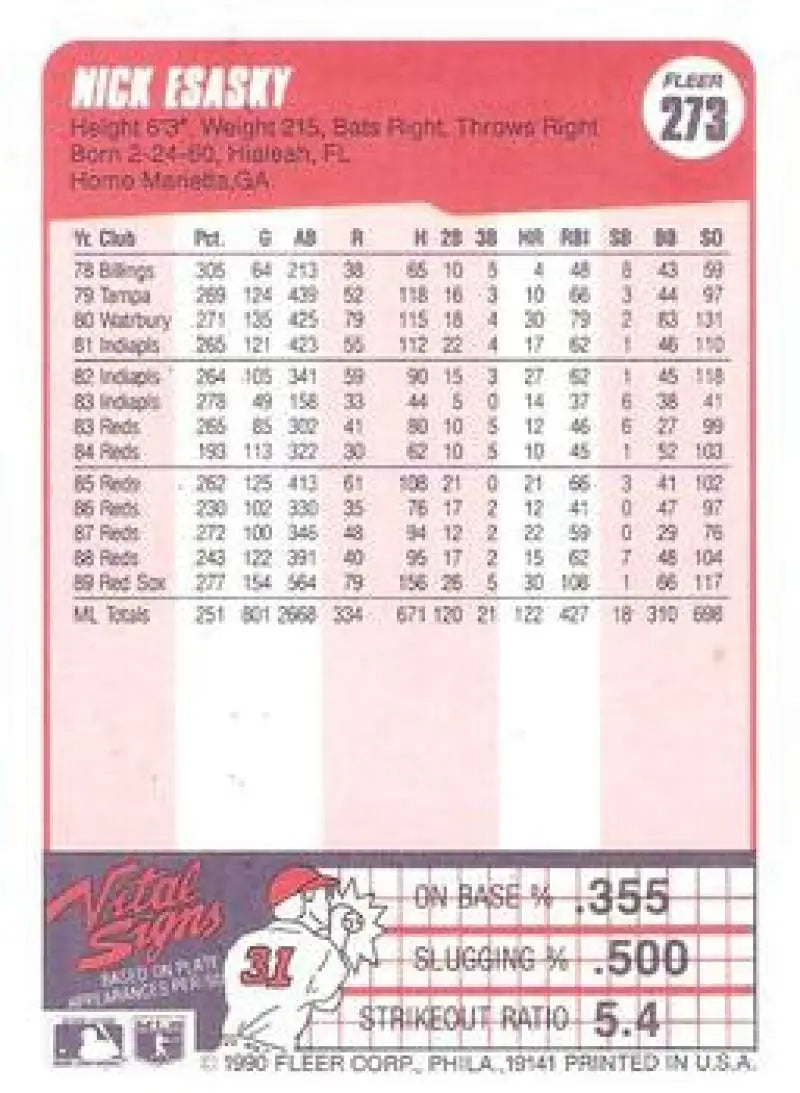 NICK ESASKY
FLEER
273
Height 6'3", Weight 215, Bats Right, Throws Right
Born 2-24-60, Hialeah, FL
Home Marietta,GA
Yr. Club Pct. G AB R H 2B 3B HR RBI SB BB SO
78 Billings 305 64 213 38 65 10 5 4 48 8 43 59
79 Tampa 269 124 439 52 118 16 3 10 66 3 44 97
80 Watrbury 271 135 425 79 115 18 4 30 79 2 63 131
81 Indiapls 265 121 423 55 112 22 4 17 62 1 46 110
82 Indiapls 264 105 341 59 90 15 3 27 62 1 45 118
83 Indiapls 278 49 158 33 44 5 0 14 37 6 38 41
83 Reds 265 85 302 41 80 10 5 12 46 6 27 99
84 Reds 193 113 322 30 62 10 5 10 45 1 52 103
85 Reds 262 125 413 61 108 21 0 21 66 3 41 102
86 Reds 230 102 330 35 76 17 2 12 41 0 47 97
87 Reds 272 100 346 48 94 12 2 22 59 0 29 76
88 Reds 243 122 391 40 95 17 2 15 62 7 48 104
89 Red Sox 277 154 564 79 156 26 5 30 108 1 66 117
ML Totals 251 801 2668 334 671 120 21 122 427 18 310 698
Vital Signs
BASED ON PLATE
APPEARANCES PER
31
ON BASE % .355
SLUGGING % .500
STRIKEOUT RATIO 5.4
© 1990 FLEER CORP., PHILA., 19141 PRINTED IN U.S.A.